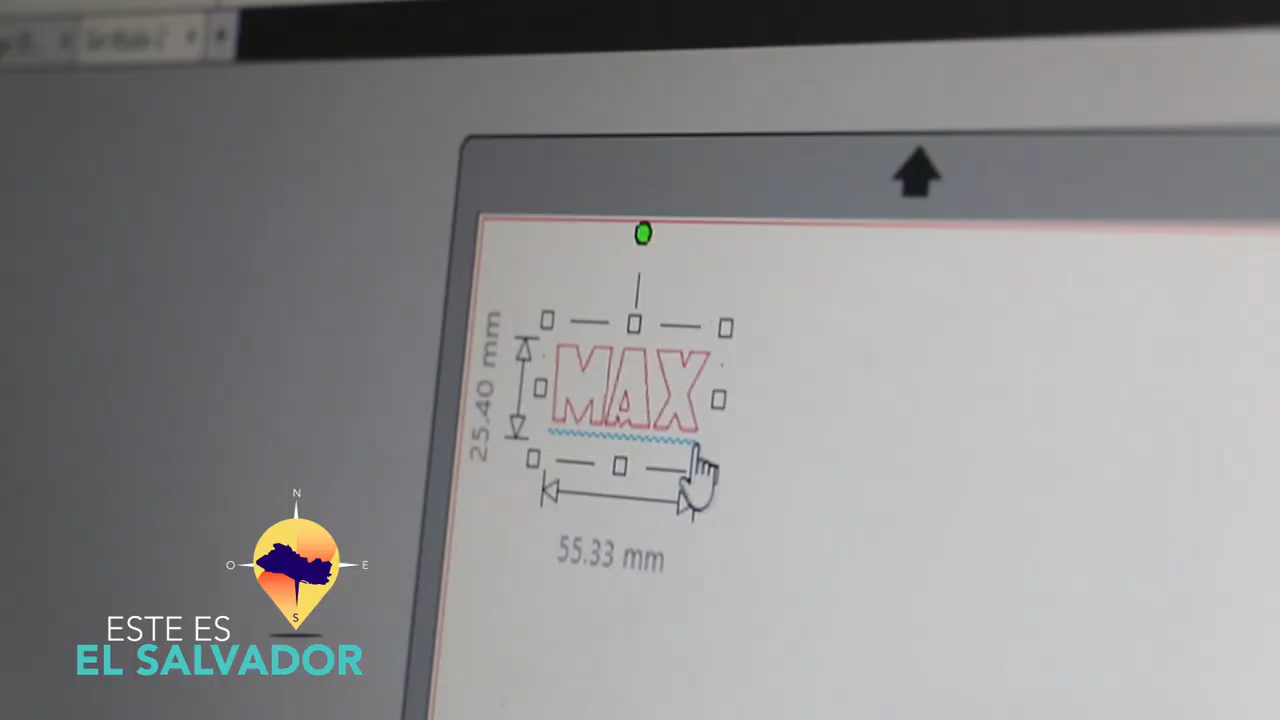 25.40 mm
MAX
55.33 mm
N
O E
S
ESTE ES
EL SALVADOR